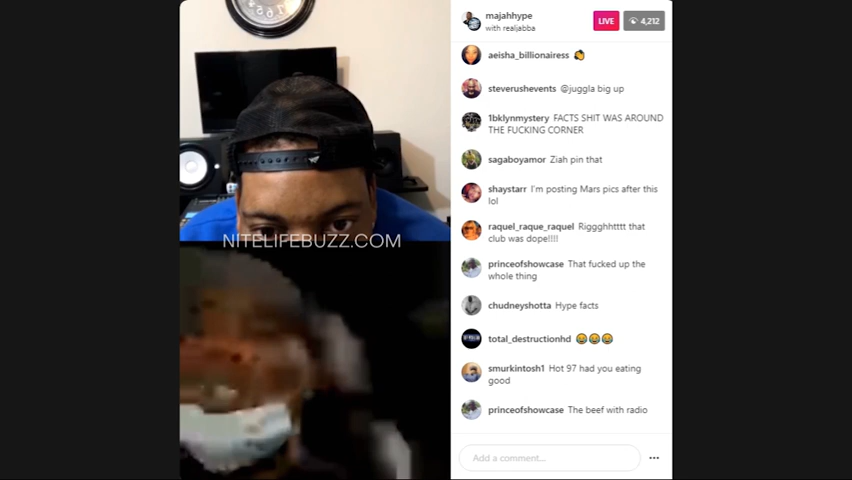 NITELIFEBUZZ.COM
majahhype
with realjabba
LIVE
4,212
aeisha_billionairess
steverushevents @juggla big up
1bklynmystery FACTS SHIT WAS AROUND
THE FUCKING CORNER
sagaboyamor Ziah pin that
shaystarr I'm posting Mars pics after this
lol
raquel_raque_raquel Riggghtttt that
club was dope!!!!
princeofshowcase That fucked up the
whole thing
chudneyshotta Hype facts
total_destructionhd 😂😂😂
smurkintosh1 Hot 97 had you eating
good
princeofshowcase The beef with radio
Add a comment...